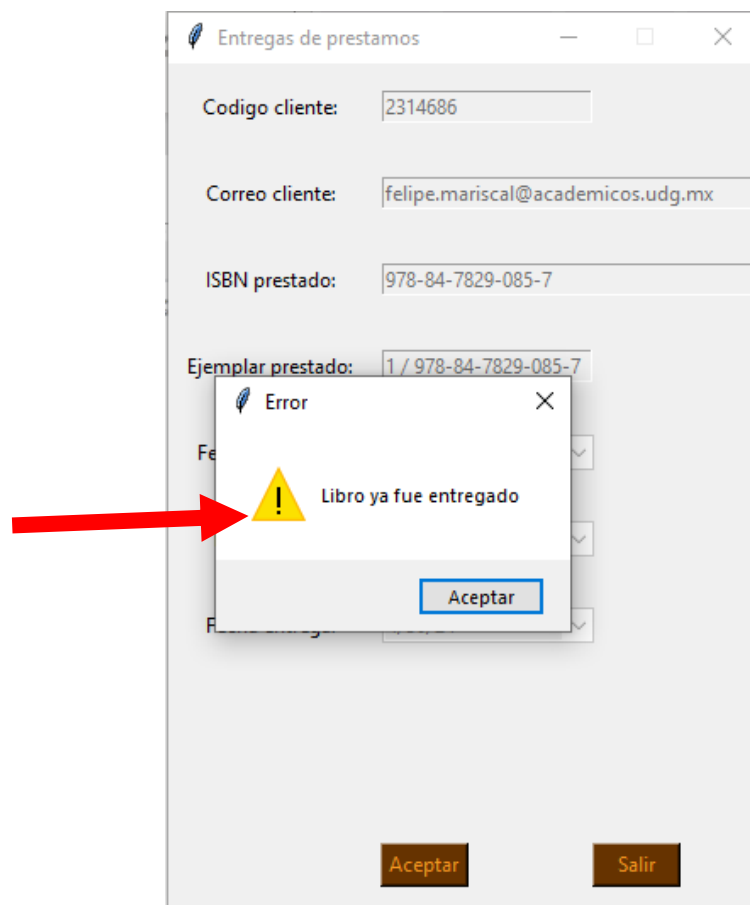 Entregas de prestamos
Codigo cliente: 2314686
Correo cliente: felipe.mariscal@academicos.udg.mx
ISBN prestado: 978-84-7829-085-7
Ejemplar prestado: 1 / 978-84-7829-085-7
Error
Fe
Libro ya fue entregado
Aceptar
Aceptar Salir